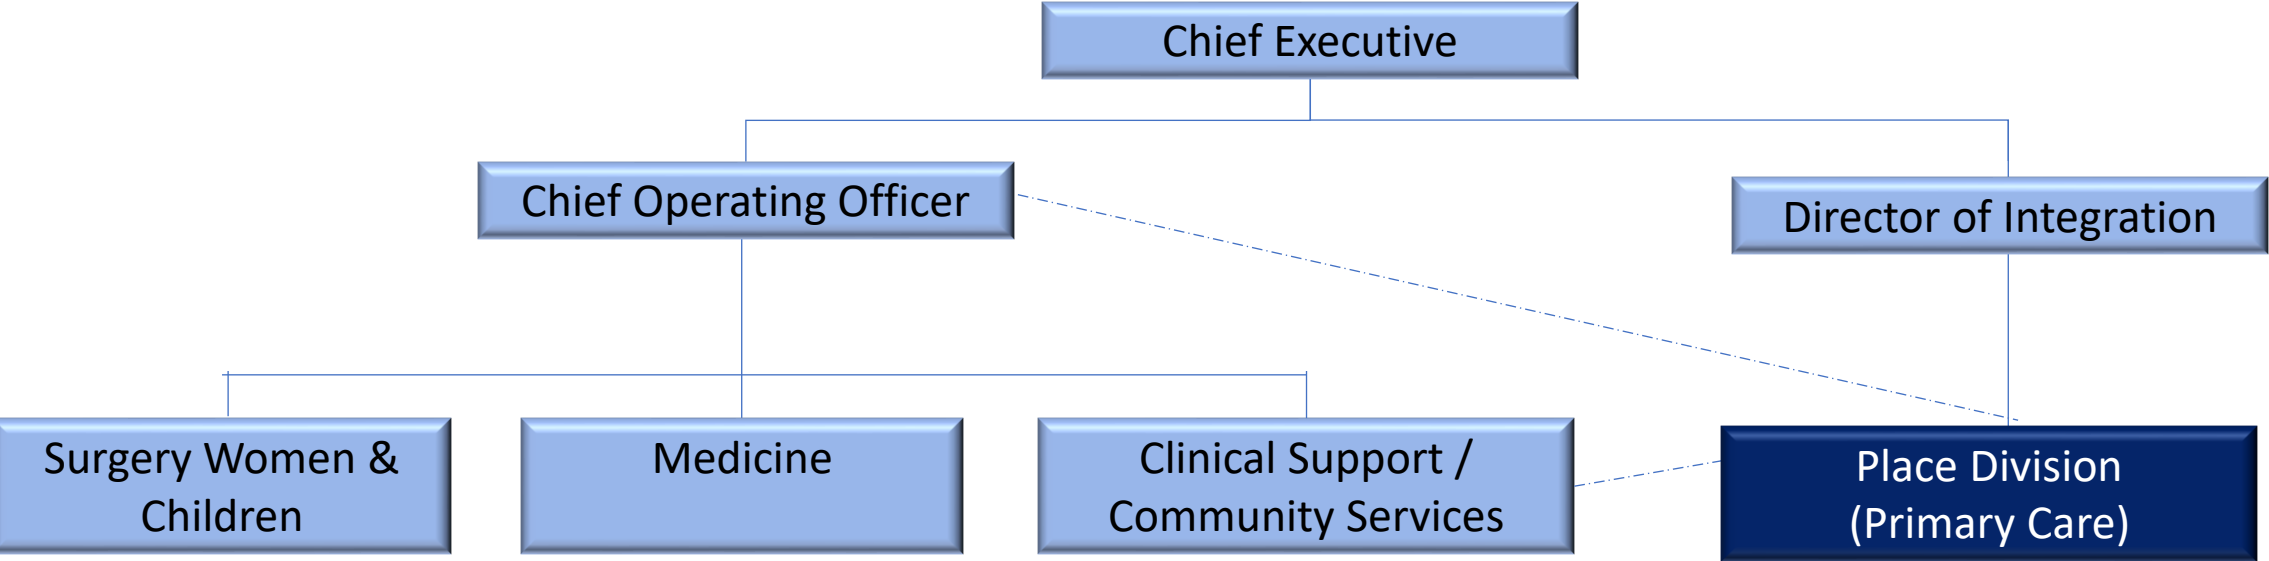 Chief Executive
Chief Operating Officer
Director of Integration
Surgery Women &
Children
Medicine
Clinical Support /
Community Services
Place Division
(Primary Care)